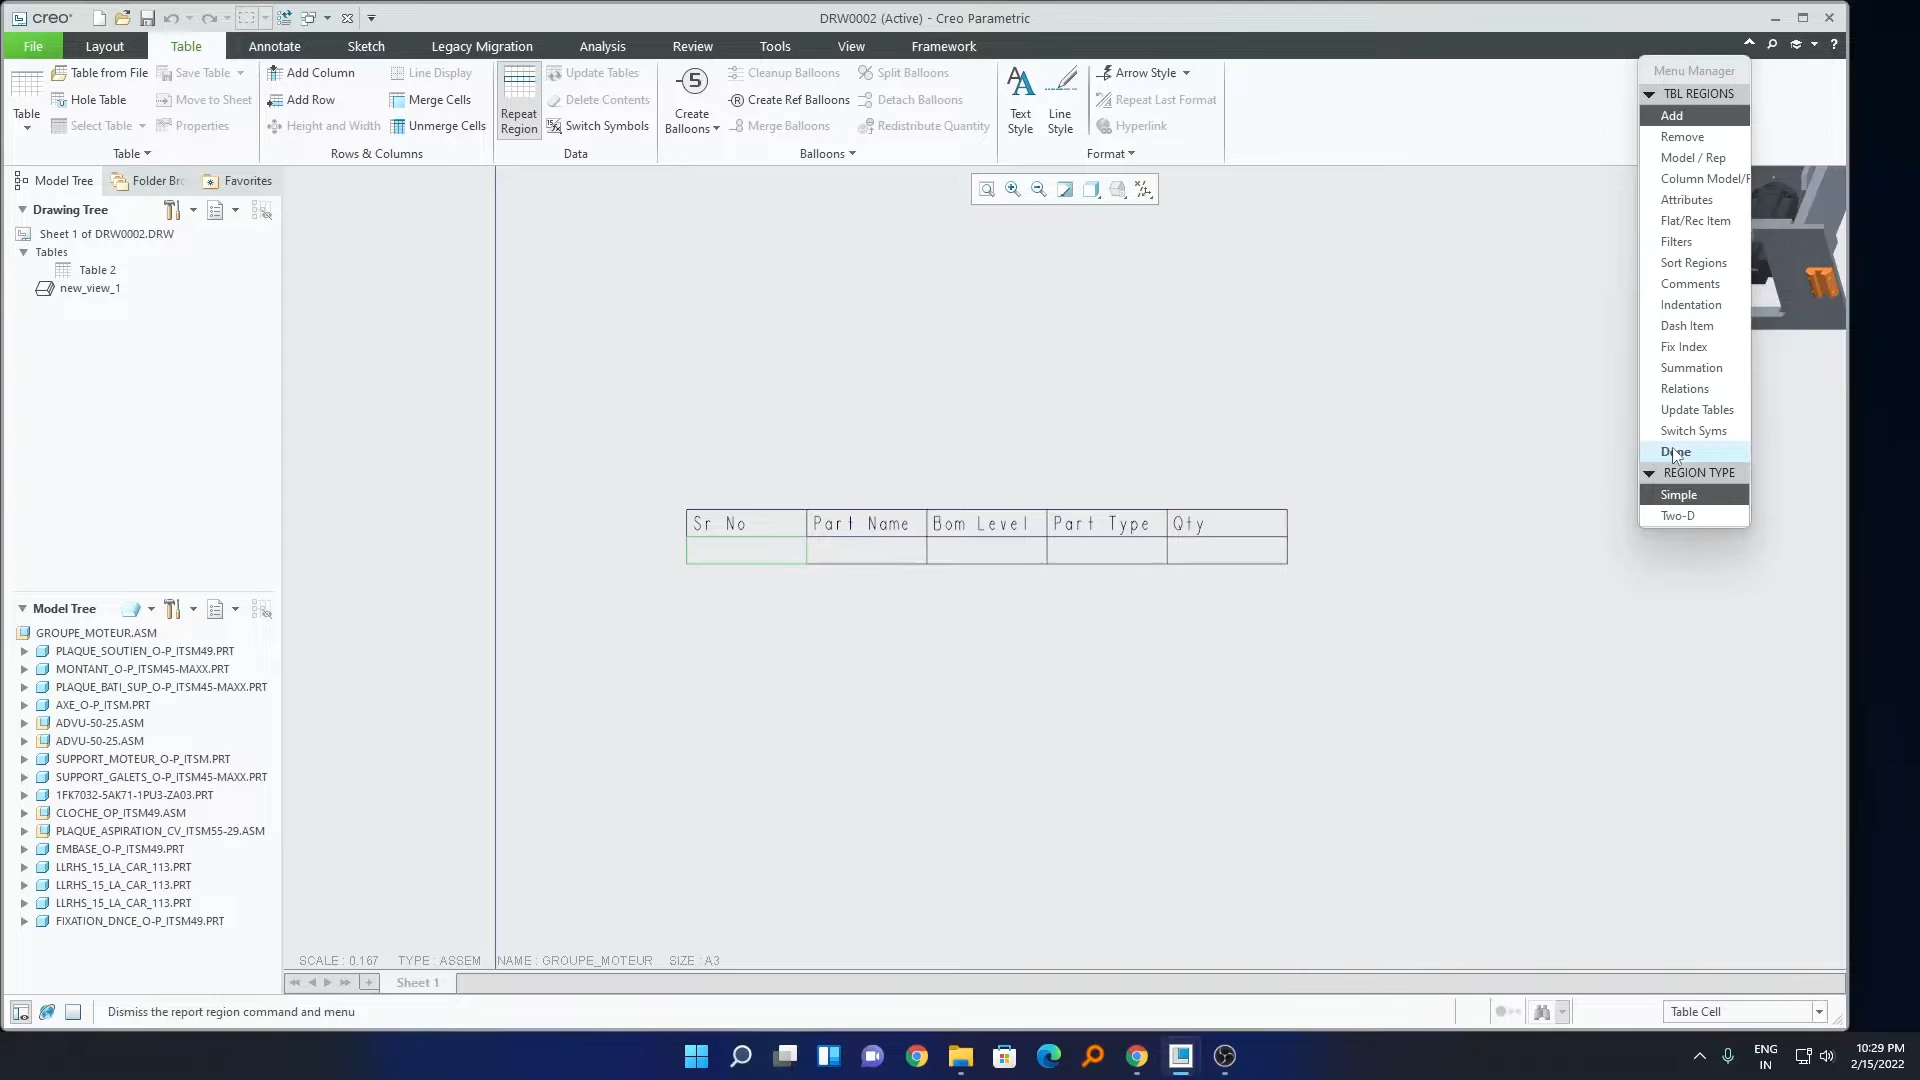 creo®
DRW0002 (Active) - Creo Parametric
File
Layout
Table
Annotate
Sketch
Legacy Migration
Analysis
Review
Tools
View
Framework
Table
Table from File
Hole Table
Select Table
Save Table
Move to Sheet
Properties
Table
Add Column
Add Row
Height and Width
Line Display
Merge Cells
Unmerge Cells
Rows & Columns
Repeat
Region
Update Tables
Delete Contents
Switch Symbols
Data
Create
Balloons
Cleanup Balloons
Create Ref Balloons
Merge Balloons
Split Balloons
Detach Balloons
Redistribute Quantity
Balloons
Text
Style
Line
Style
Arrow Style
Repeat Last Format
Hyperlink
Format
Menu Manager
TBL REGIONS
Add
Remove
Model / Rep
Column Model/
Attributes
Flat/Rec Item
Filters
Sort Regions
Comments
Indentation
Dash Item
Fix Index
Summation
Relations
Update Tables
Switch Syms
Done
REGION TYPE
Simple
Two-D
Model Tree
Folder Br
Favorites
Drawing Tree
Sheet 1 of DRW0002.DRW
Tables
Table 2
new_view_1
Sr No
Part Name
Bom Level
Part Type
Qty
Model Tree
GROUPE_MOTEUR.ASM
PLAQUE_SOUTIEN_O-P_ITSM49.PRT
MONTANT_O-P_ITSM45-MAXX.PRT
PLAQUE_BATI_SUP_O-P_ITSM45-MAXX.PRT
AXE_O-P_ITSM.PRT
ADVU-50-25.ASM
ADVU-50-25.ASM
SUPPORT_MOTEUR_O-P_ITSM.PRT
SUPPORT_GALETS_O-P_ITSM45-MAXX.PRT
1FK7032-5AK71-1PU3-ZA03.PRT
CLOCHE_OP_ITSM49.ASM
PLAQUE_ASPIRATION_CV_ITSM55-29.ASM
EMBASE_O-P_ITSM49.PRT
LLRHS_15_LA_CAR_113.PRT
LLRHS_15_LA_CAR_113.PRT
LLRHS_15_LA_CAR_113.PRT
FIXATION_DNCE_O-P_ITSM49.PRT
SCALE : 0.167 TYPE : ASSEM NAME : GROUPE_MOTEUR SIZE : A3
Sheet 1
Dismiss the report region command and menu
Table Cell
ENG
IN
10:29 PM
2/15/2022